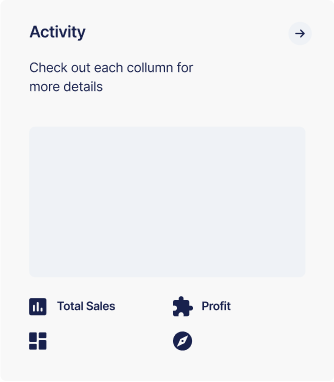 Activity
Check out each collumn for
more details
Total Sales
Profit